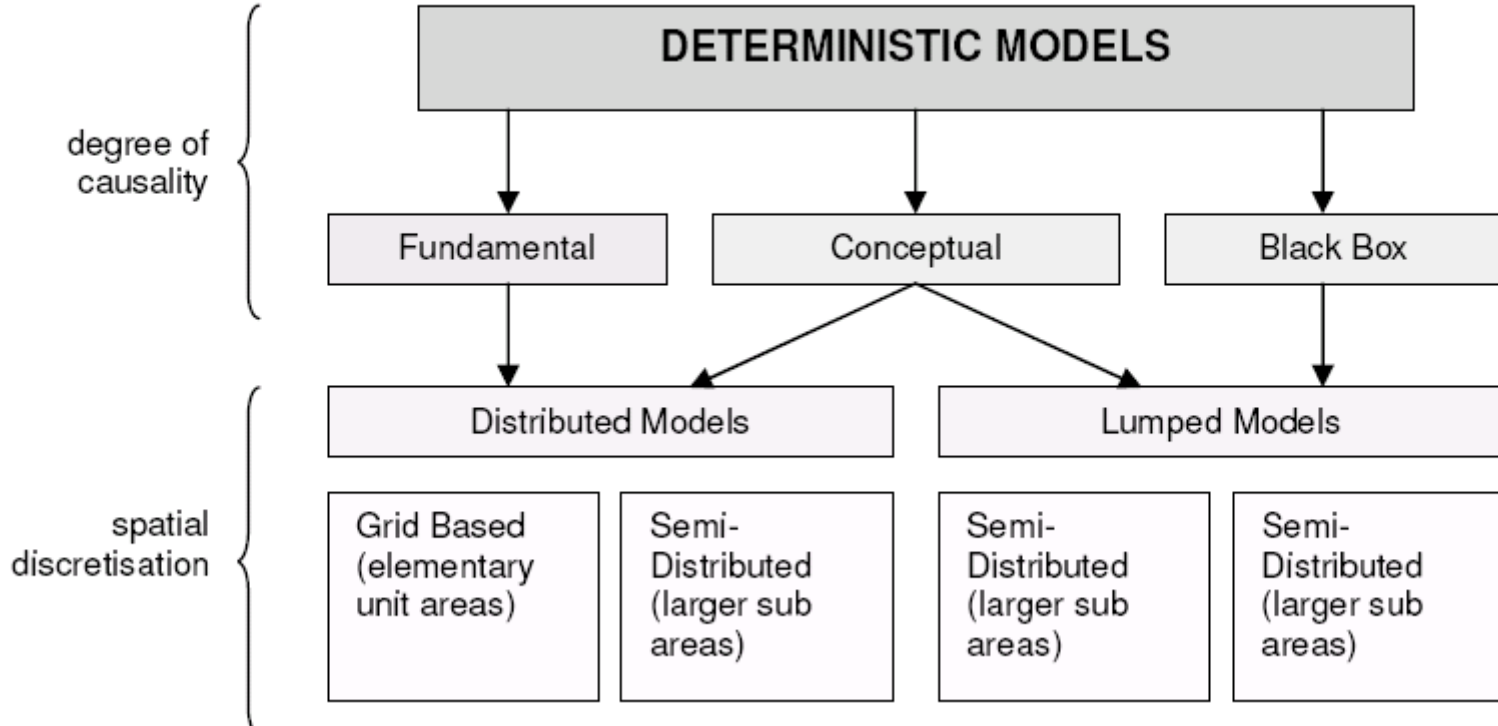 DETERMINISTIC MODELS
degree of
causality
Fundamental
Conceptual
Black Box
Distributed Models
Lumped Models
spatial
discretisation
Grid Based
(elementary
unit areas)
Semi-
Distributed
(larger sub
areas)
Semi-
Distributed
(larger sub
areas)
Semi-
Distributed
(larger sub
areas)